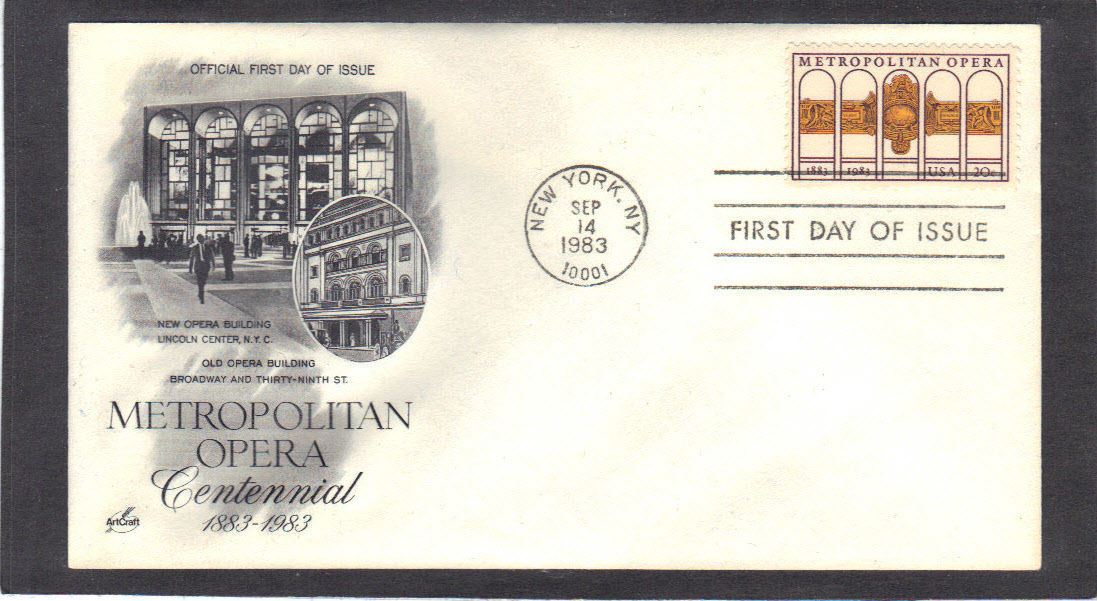 OFFICIAL FIRST DAY OF ISSUE
NEW OPERA BUILDING
LINCOLN CENTER, N.Y.C.
OLD OPERA BUILDING
BROADWAY AND THIRTY-NINTH ST.
METROPOLITAN
OPERA
Centennial
1883-1983
ArtCraft
NEW YORK, NY
SEP
14
1983
10001
METROPOLITAN OPERA
1883 1983 USA 20c
FIRST DAY OF ISSUE